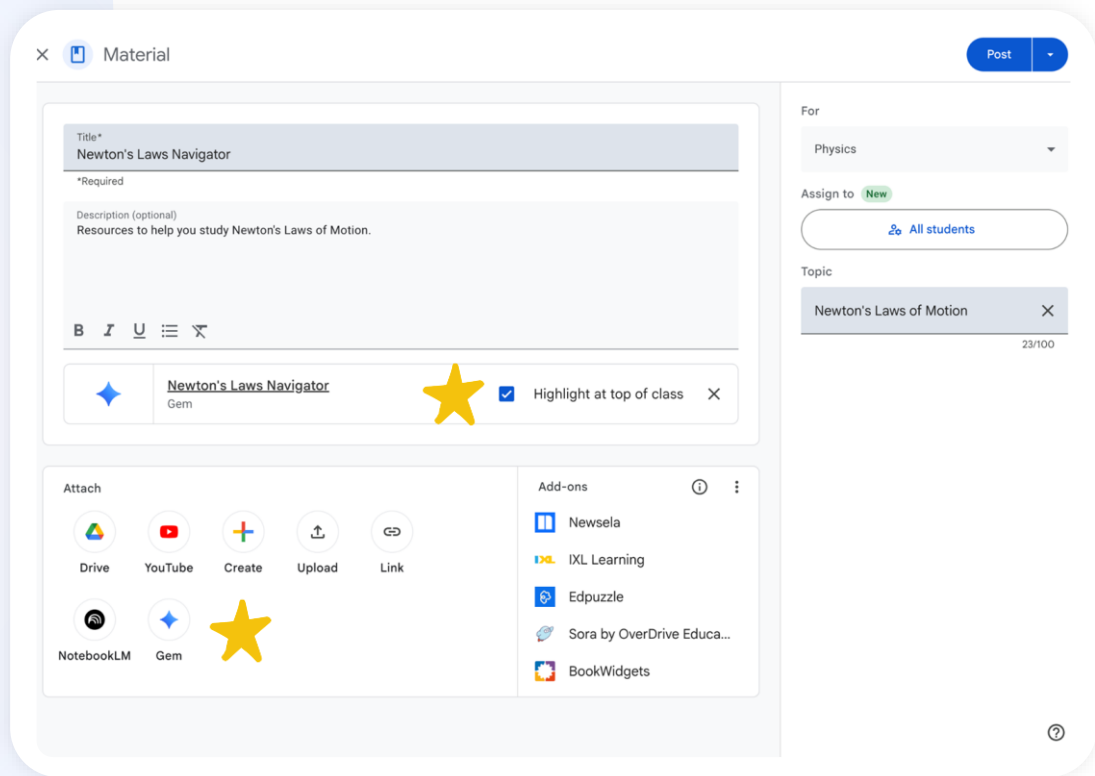 Material
Post
Title*
Newton's Laws Navigator
*Required
Description (optional)
Resources to help you study Newton's Laws of Motion.
B I U
Newton's Laws Navigator
Gem
Highlight at top of class
Attach
Drive
YouTube
Create
Upload
Link
NotebookLM
Gem
Add-ons
Newsela
IXL
IXL Learning
Edpuzzle
Sora by OverDrive Educa...
BookWidgets
For
Physics
Assign to New
All students
Topic
Newton's Laws of Motion
23/100